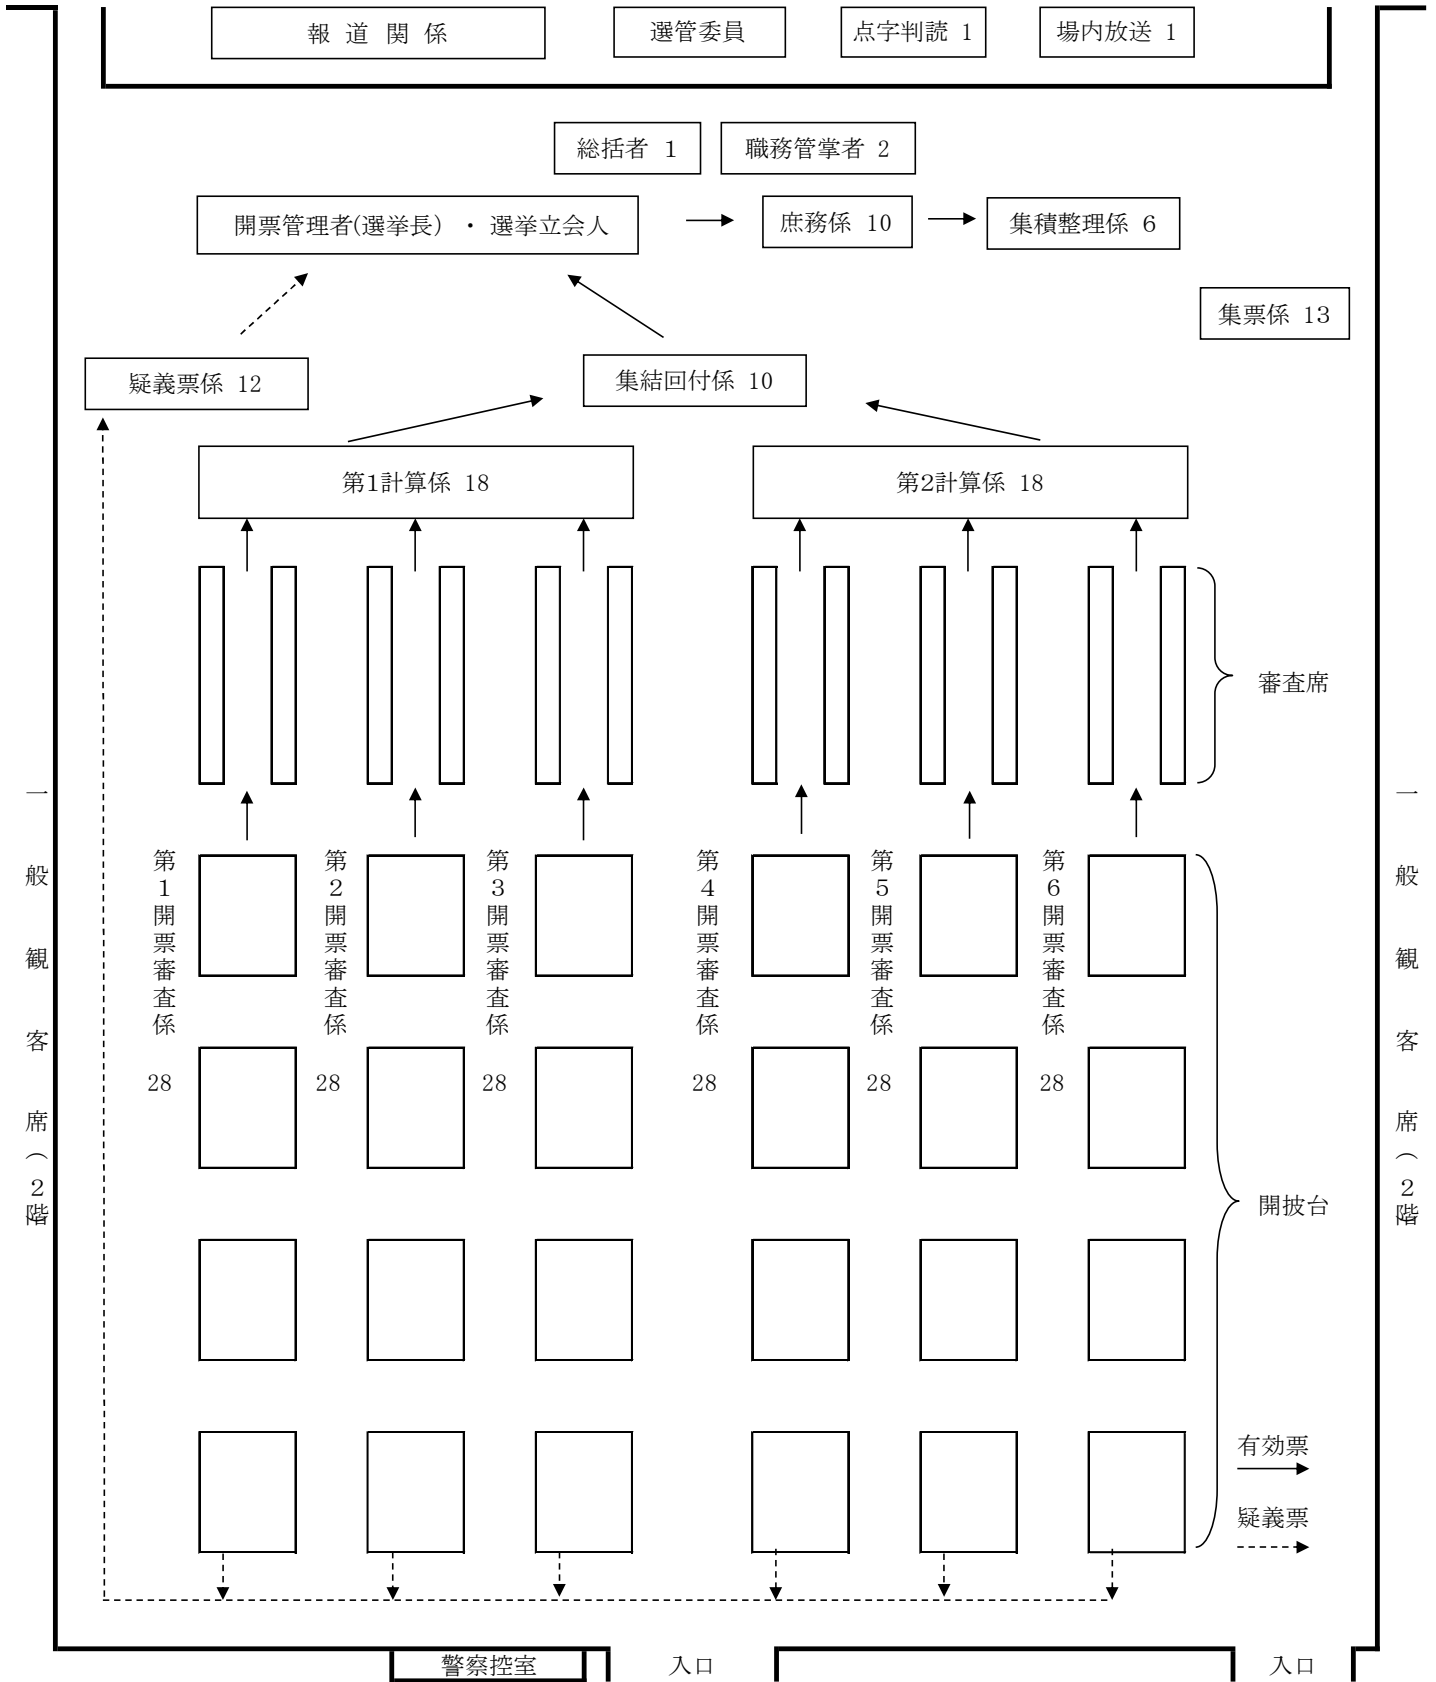 報 道 関 係
選管委員
点字判読 1
場内放送 1
総括者 1
職務管掌者 2
開票管理者(選挙長) ・ 選挙立会人
庶務係 10
集積整理係 6
集票係 13
疑義票係 12
集結回付係 10
第1計算係 18
第2計算係 18
審査席
第1開票審査係 28
第2開票審査係 28
第3開票審査係 28
第4開票審査係 28
第5開票審査係 28
第6開票審査係 28
開披台
一般観客席(2階
一般観客席(2階
有効票
疑義票
警察控室
入口
入口